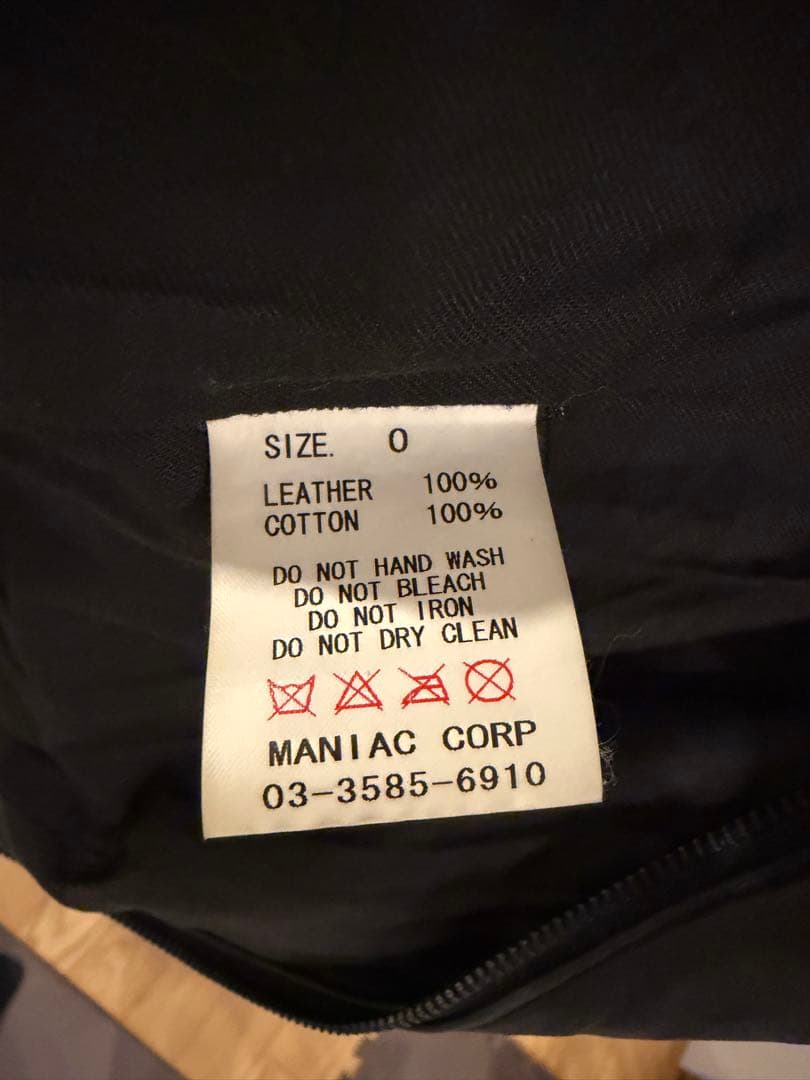 SIZE. 0
LEATHER 100%
COTTON 100%
DO NOT HAND WASH
DO NOT BLEACH
DO NOT IRON
DO NOT DRY CLEAN
MANIAC CORP
03-3585-6910